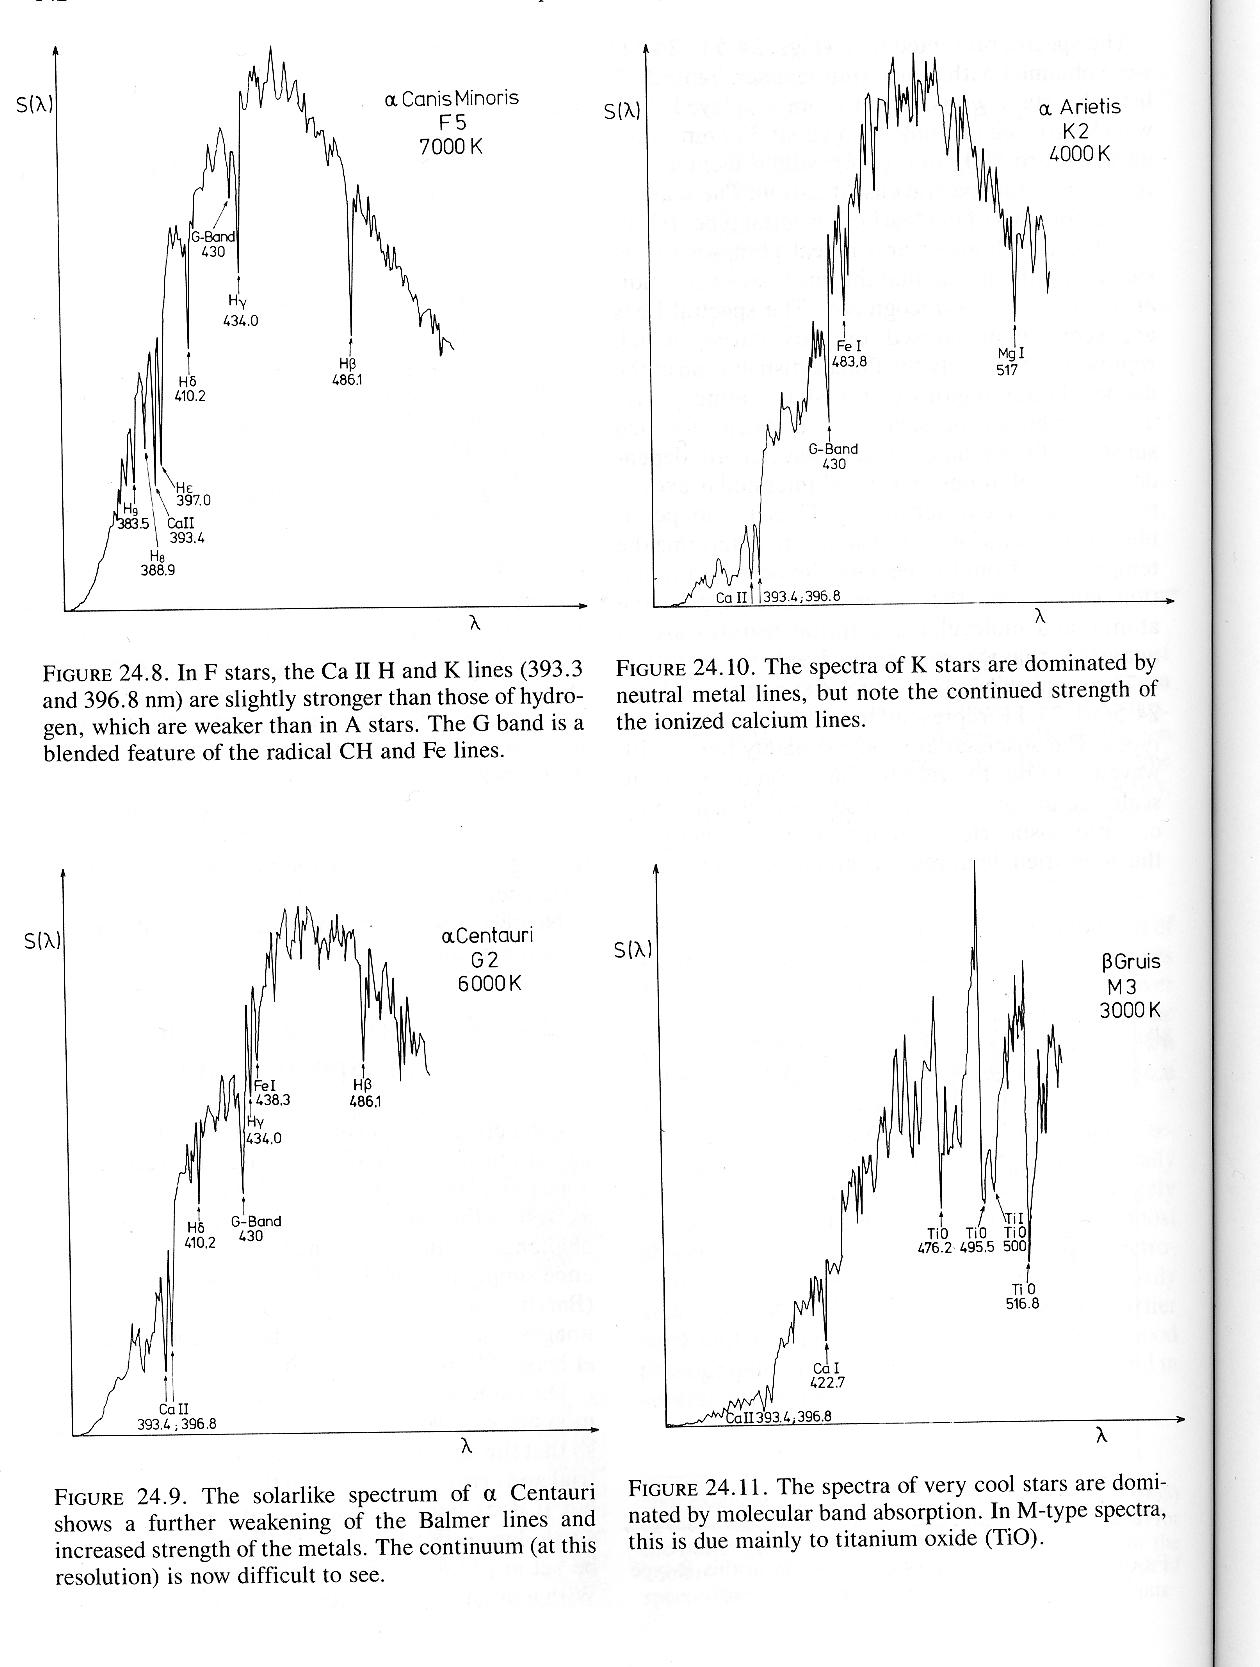 S(λ)
α Canis Minoris
F5
7000 K
G-Band
430
Hγ
434.0
Hδ
410.2
Hβ
486.1
Hε
397.0
H9
383.5
CaII
393.4
H8
388.9
λ
FIGURE 24.8. In F stars, the Ca II H and K lines (393.3
and 396.8 nm) are slightly stronger than those of hydro-
gen, which are weaker than in A stars. The G band is a
blended feature of the radical CH and Fe lines.
S(λ)
α Arietis
K2
4000 K
Fe I
483.8
Mg I
517
G-Band
430
Ca II 393.4; 396.8
λ
FIGURE 24.10. The spectra of K stars are dominated by
neutral metal lines, but note the continued strength of
the ionized calcium lines.
S(λ)
α Centauri
G2
6000 K
FeI
438.3
Hγ
434.0
Hβ
486.1
Hδ
410.2
G-Band
430
Ca II
393.4; 396.8
λ
FIGURE 24.9. The solarlike spectrum of α Centauri
shows a further weakening of the Balmer lines and
increased strength of the metals. The continuum (at this
resolution) is now difficult to see.
S(λ)
β Gruis
M3
3000 K
TiO
476.2
TiO
495.5
TiI
TiO
500
TiO
516.8
Ca I
422.7
CaII 393.4; 396.8
λ
FIGURE 24.11. The spectra of very cool stars are domi-
nated by molecular band absorption. In M-type spectra,
this is due mainly to titanium oxide (TiO).